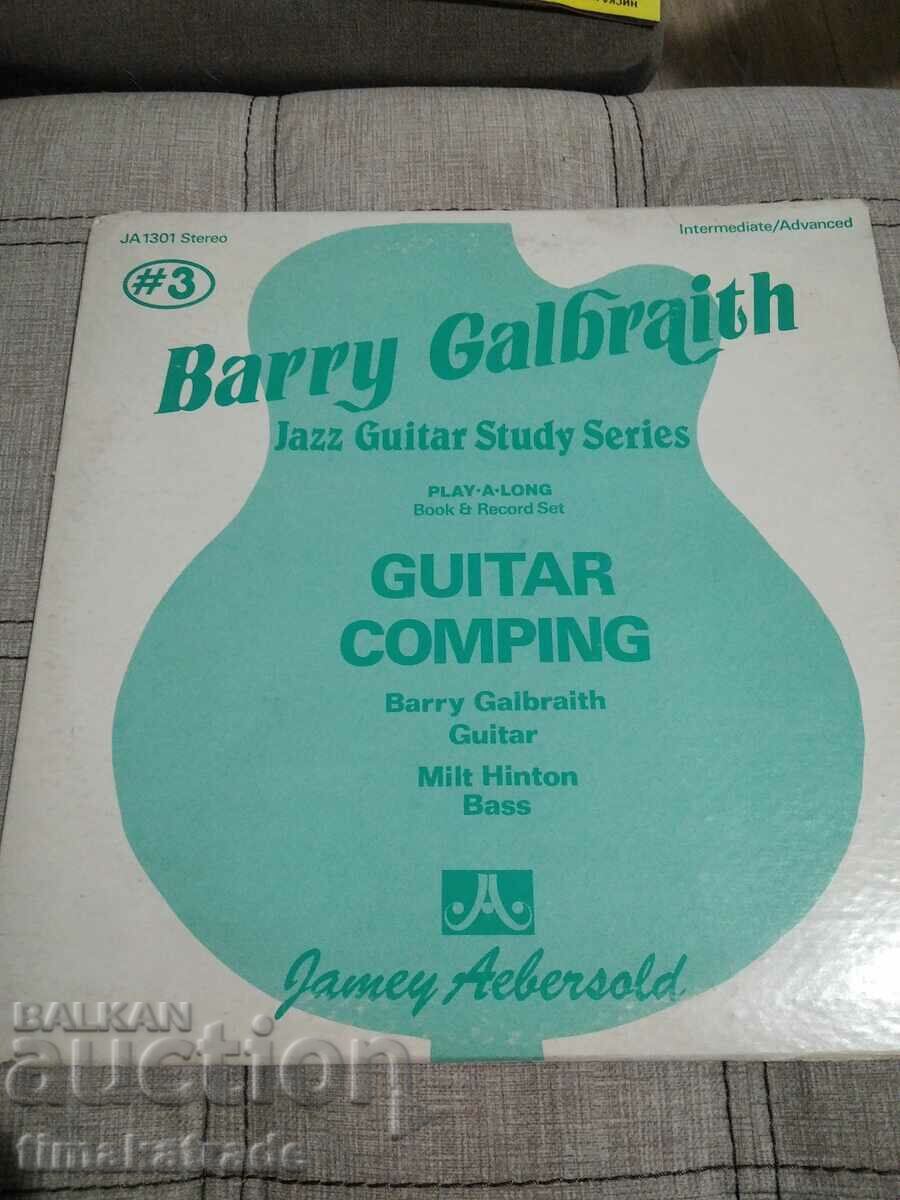 JA 1301 Stereo
Intermediate/Advanced
#3
Barry Galbraith
Jazz Guitar Study Series
PLAY·A·LONG
Book & Record Set
GUITAR
COMPING
Barry Galbraith
Guitar
Milt Hinton
Bass
Jamey Aebersold
BALKAN
auction
timakatrade